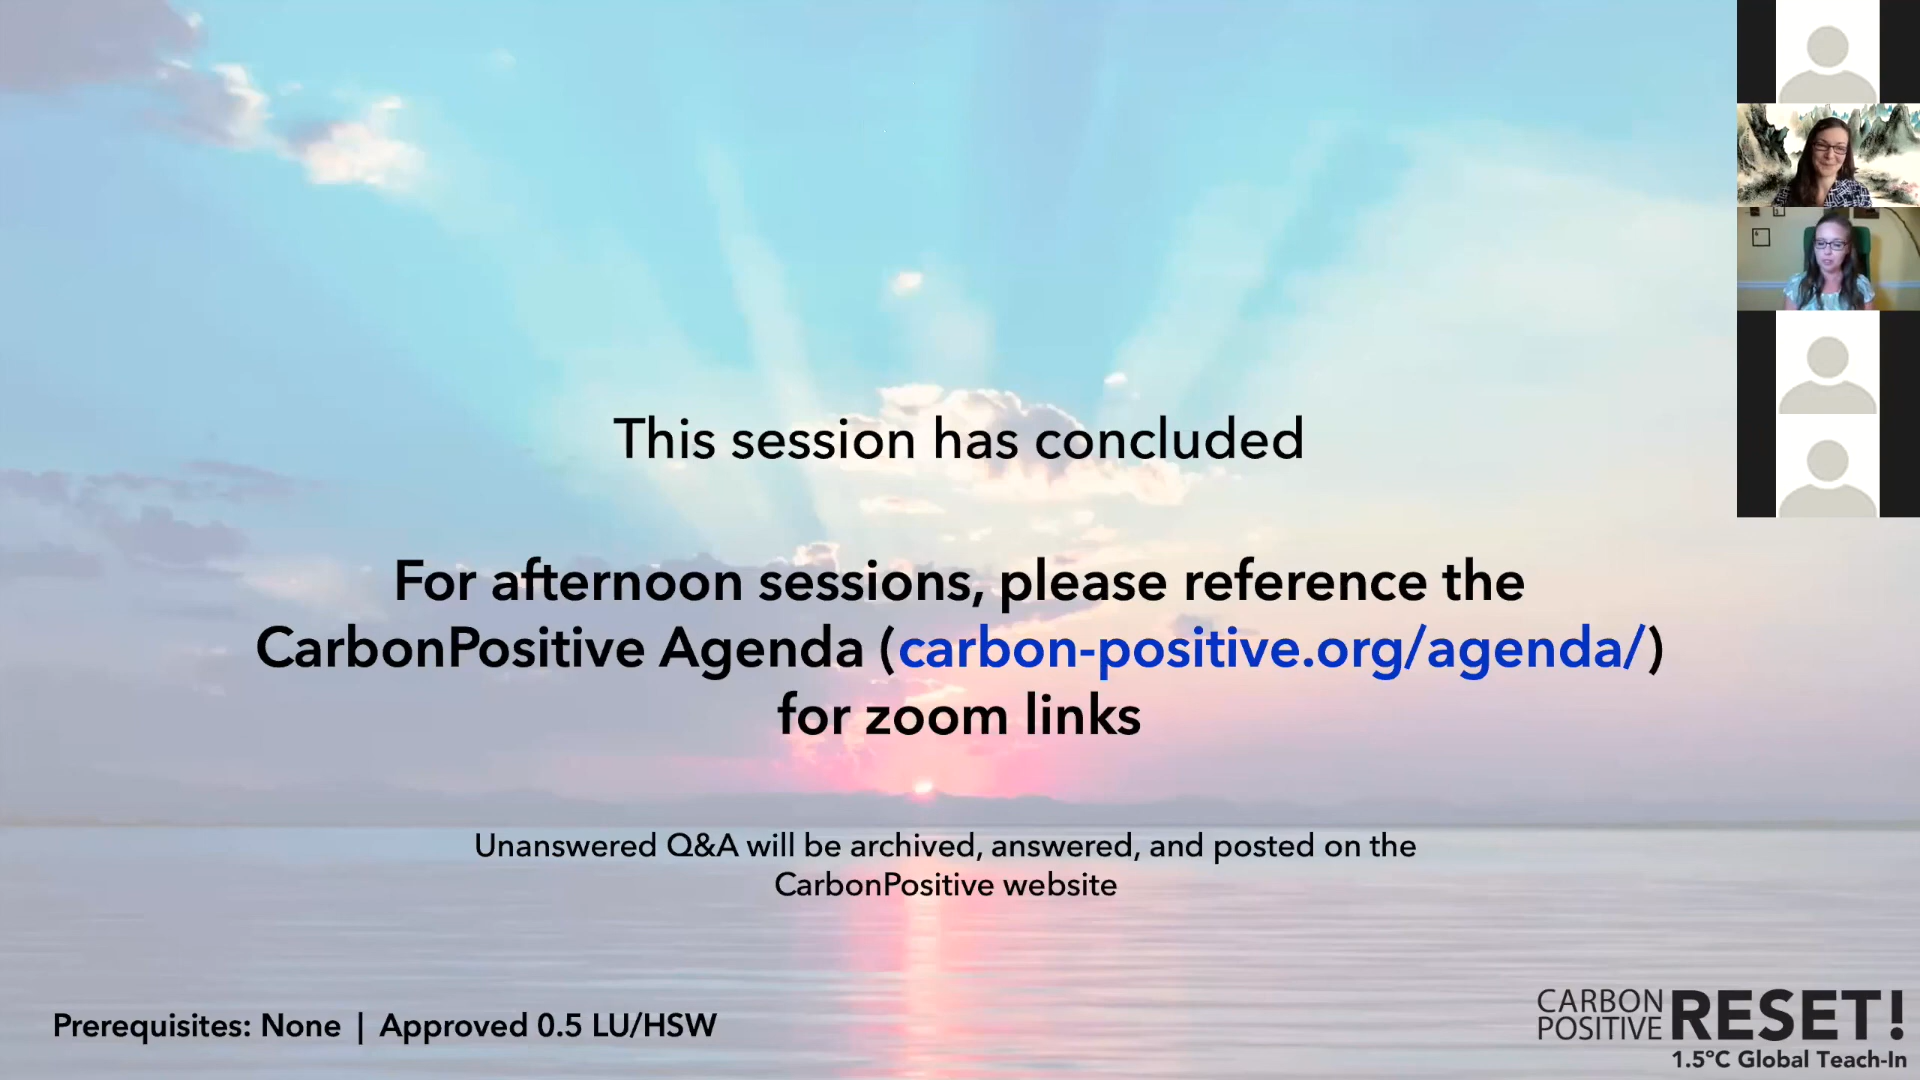 This session has concluded
For afternoon sessions, please reference the
CarbonPositive Agenda (carbon-positive.org/agenda/)
for zoom links
Unanswered Q&A will be archived, answered, and posted on the
CarbonPositive website
Prerequisites: None | Approved 0.5 LU/HSW
CARBON
POSITIVE RESET!
1.5ºC Global Teach-In